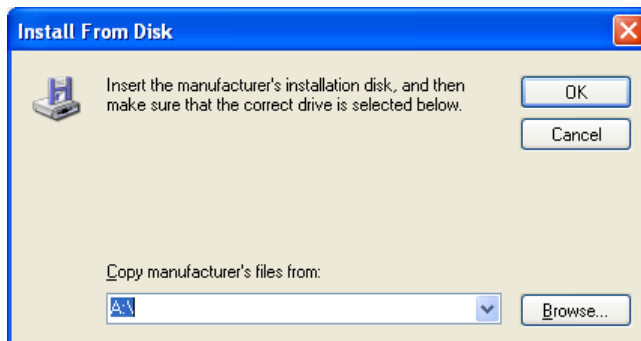 Install From Disk
Insert the manufacturer's installation disk, and then
make sure that the correct drive is selected below.
OK
Cancel
Copy manufacturer's files from:
A:\
Browse...